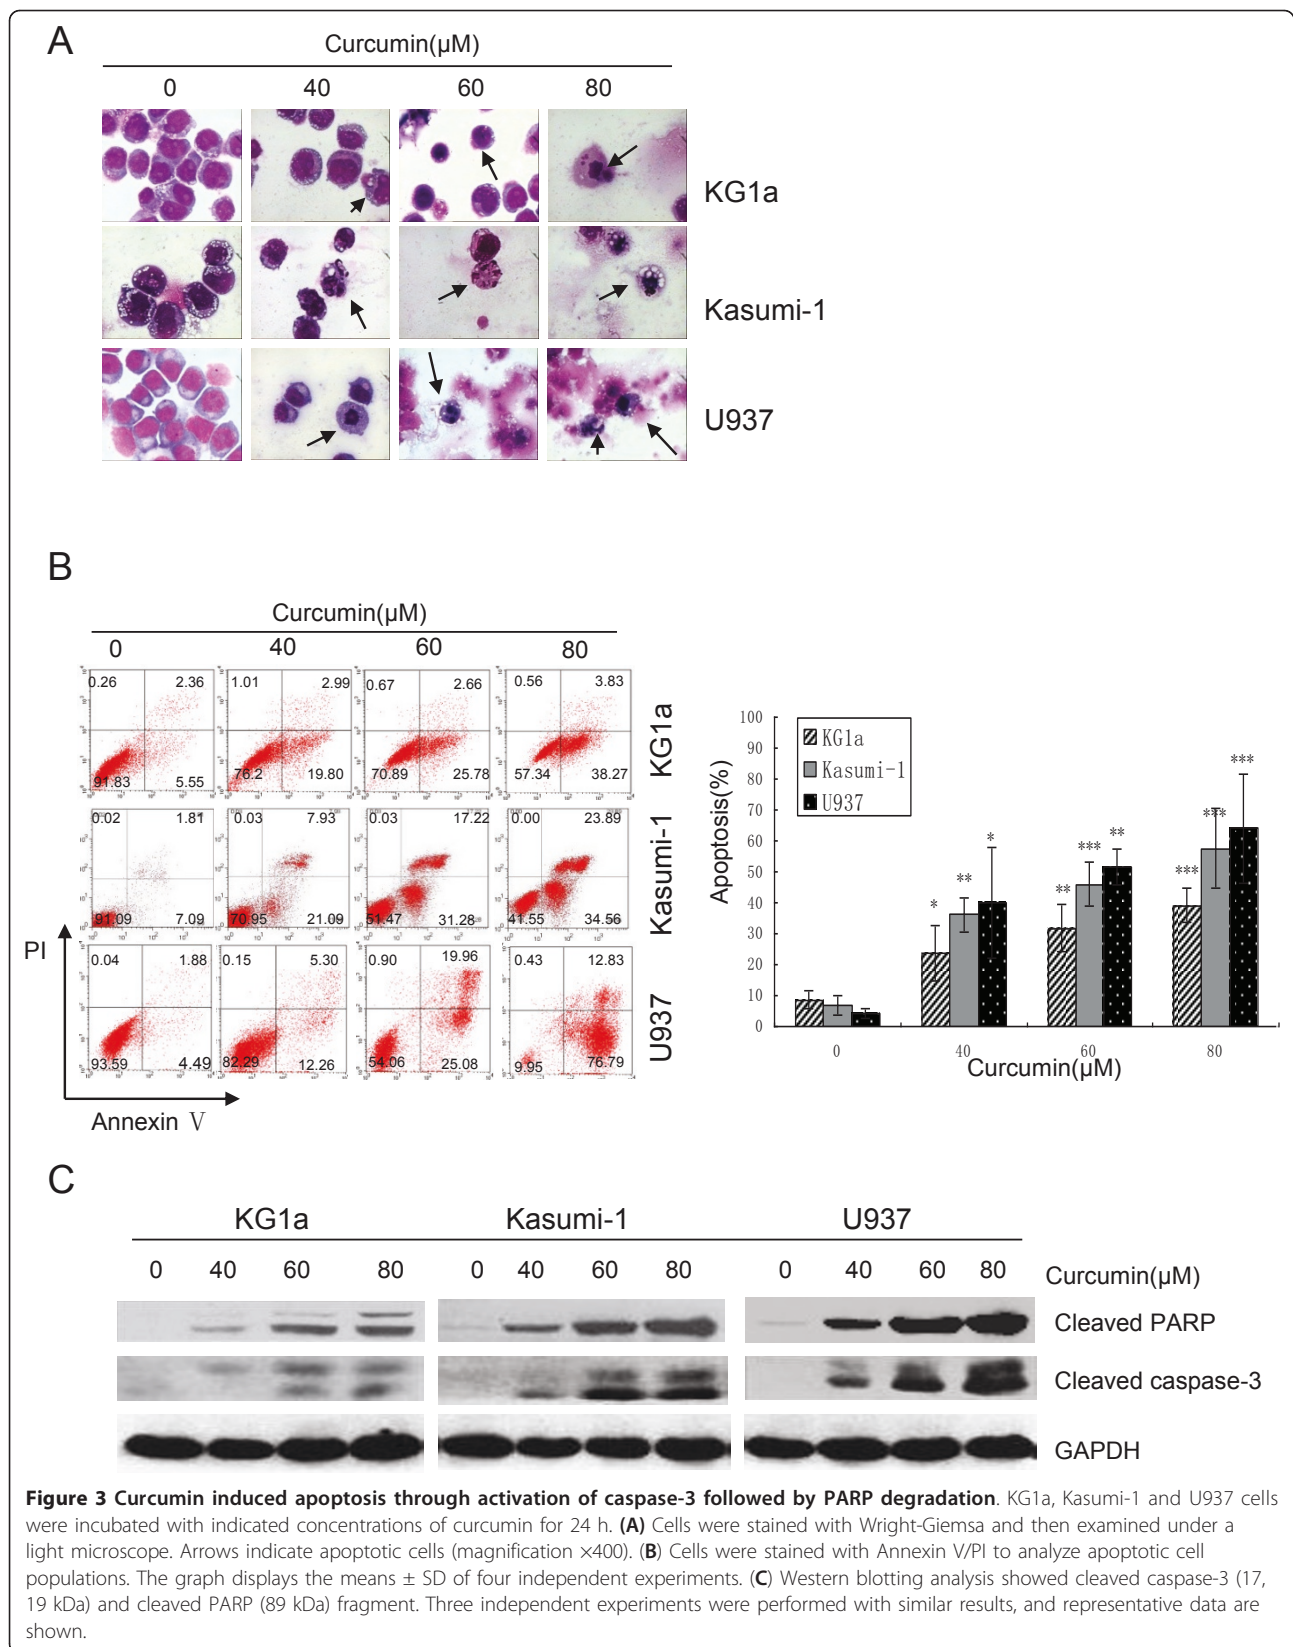 A
Curcumin(µM)
0 40 60 80
KG1a
Kasumi-1
U937
B
Curcumin(µM)
0 40 60 80
0.26 2.36 1.01 2.99 0.67 2.66 0.56 3.83
91.83 5.55 76.2 19.80 70.89 25.78 57.34 38.27
KG1a
0.02 1.81 0.03 7.93 0.03 17.22 0.00 23.89
91.09 7.09 70.95 21.09 51.47 31.28 41.55 34.56
Kasumi-1
0.04 1.88 0.15 5.30 0.90 19.96 0.43 12.83
93.59 4.49 82.29 12.26 54.06 25.08 9.95 76.79
U937
PI
Annexin V
Apoptosis(%)
100
90
80
70
60
50
40
30
20
10
0
KG1a
Kasumi-1
U937
* ** *
** *** **
*** *** ***
0 40 60 80
Curcumin(µM)
C
KG1a Kasumi-1 U937
0 40 60 80 0 40 60 80 0 40 60 80 Curcumin(µM)
Cleaved PARP
Cleaved caspase-3
GAPDH
Figure 3 Curcumin induced apoptosis through activation of caspase-3 followed by PARP degradation. KG1a, Kasumi-1 and U937 cells
were incubated with indicated concentrations of curcumin for 24 h. (A) Cells were stained with Wright-Giemsa and then examined under a
light microscope. Arrows indicate apoptotic cells (magnification ×400). (B) Cells were stained with Annexin V/PI to analyze apoptotic cell
populations. The graph displays the means ± SD of four independent experiments. (C) Western blotting analysis showed cleaved caspase-3 (17,
19 kDa) and cleaved PARP (89 kDa) fragment. Three independent experiments were performed with similar results, and representative data are
shown.